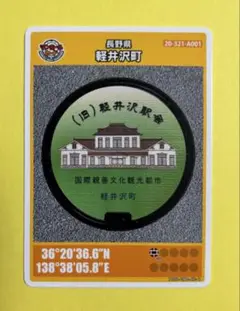 長野県
軽井沢町
20-321-A001
(旧)軽井沢駅舎
国際親善文化観光都市
軽井沢町
36°20'36.6"N
138°38'05.8"E